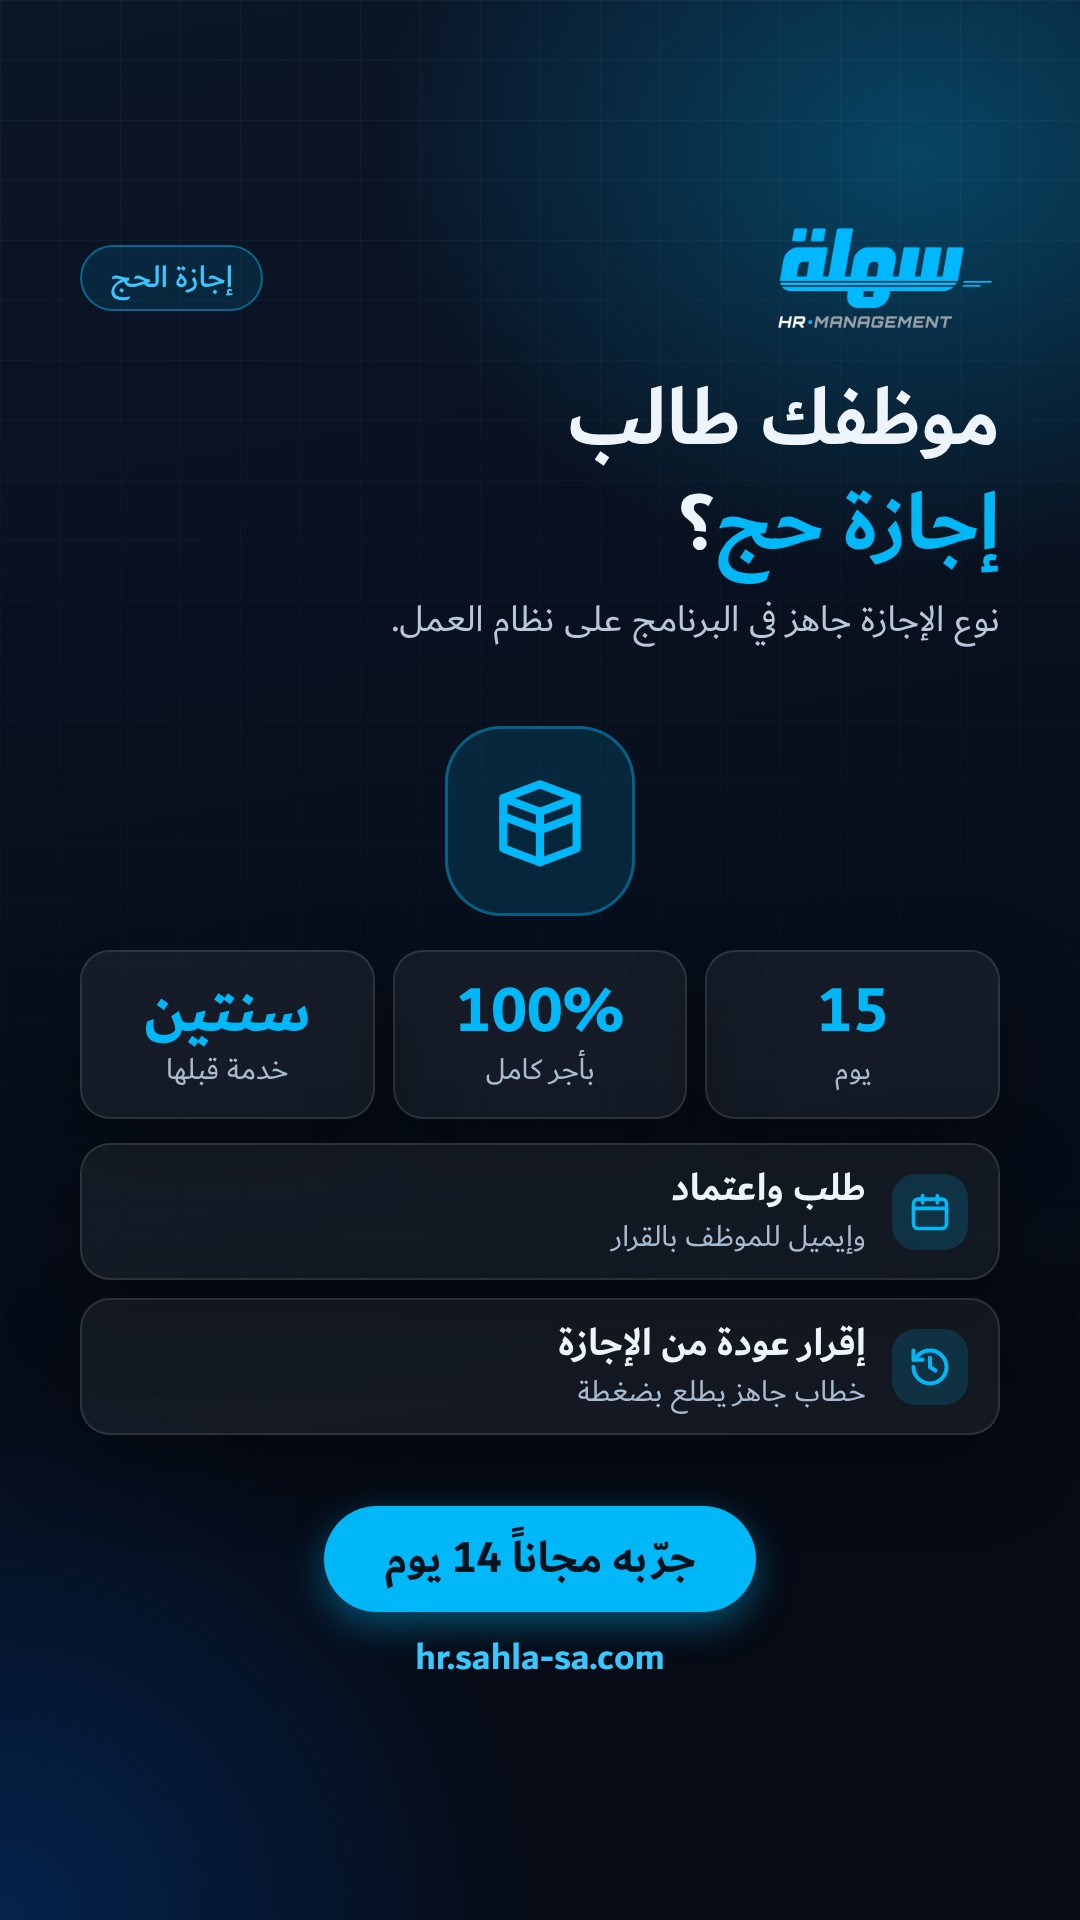 سهلة
HR·MANAGEMENT
إجازة الحج
موظفك طالب
إجازة حج؟
نوع الإجازة جاهز في البرنامج على نظام العمل.
15
يوم
100%
بأجر كامل
سنتين
خدمة قبلها
طلب واعتماد
وإيميل للموظف بالقرار
إقرار عودة من الإجازة
خطاب جاهز يطلع بضغطة
جرّبه مجاناً 14 يوم
hr.sahla-sa.com